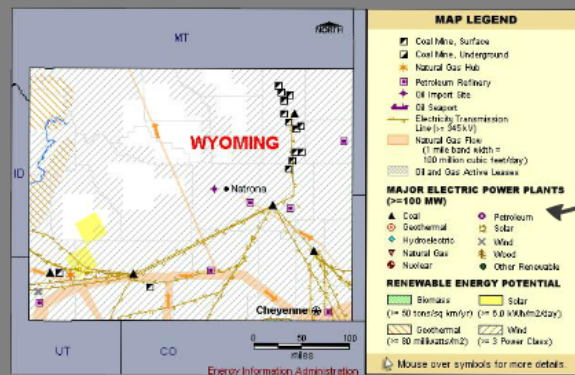 MT
NORTH
WYOMING
ID
Natrona
Cheyenne
UT
CO
0 50 100
miles
Energy Information Administration
MAP LEGEND
Coal Mine, Surface
Coal Mine, Underground
Natural Gas Hub
Petroleum Refinery
Oil Import Site
Oil Seaport
Electricity Transmission
Line (>= 345 kV)
Natural Gas Flow
(1 mile band width =
100 million cubic feet/day)
Oil and Gas Active Leases
MAJOR ELECTRIC POWER PLANTS
(>=100 MW)
Coal
Petroleum
Geothermal
Solar
Hydroelectric
Wind
Natural Gas
Wood
Nuclear
Other Renewable
RENEWABLE ENERGY POTENTIAL
Biomass
Solar
(>= 50 tons/sq km/yr)
(>= 6.0 kWh/m2/day)
Geothermal
Wind
(>= 80 milliwatts/m2)
(>= 3 Power Class)
Mouse over symbols for more details.